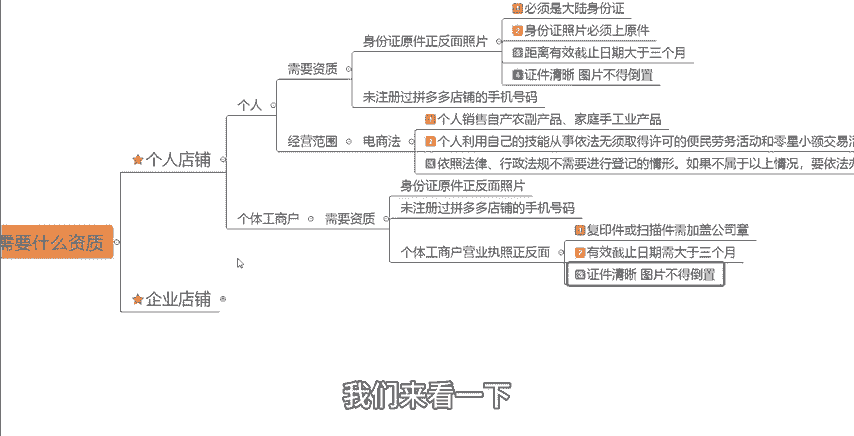 需要什么资质
个人店铺
个人
需要资质
身份证原件正反面照片
1 必须是大陆身份证
2 身份证照片必须上原件
3 距离有效截止日期大于三个月
4 证件清晰 图片不得倒置
未注册过拼多多店铺的手机号码
经营范围
电商法
1 个人销售自产农副产品、家庭手工业产品
2 个人利用自己的技能从事依法无须取得许可的便民劳务活动和零星小额交易活
3 依照法律、行政法规不需要进行登记的情形。如果不属于以上情况，要依法办
个体工商户
需要资质
身份证原件正反面照片
未注册过拼多多店铺的手机号码
个体工商户营业执照正反面
1 复印件或扫描件需加盖公司章
2 有效截止日期需大于三个月
3 证件清晰 图片不得倒置
企业店铺
我们来看一下